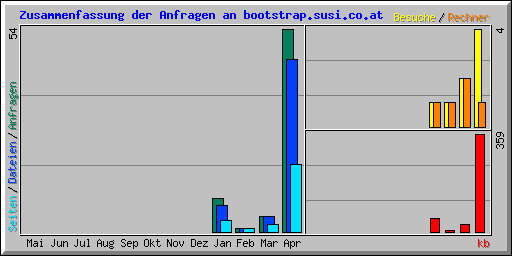 Zusammenfassung der Anfragen an bootstrap.susi.co.at
Besuche / Rechner
54
4
Seiten / Dateien / Anfragen
359
Mai Jun Jul Aug Sep Okt Nov Dez Jan Feb Mar Apr
kb